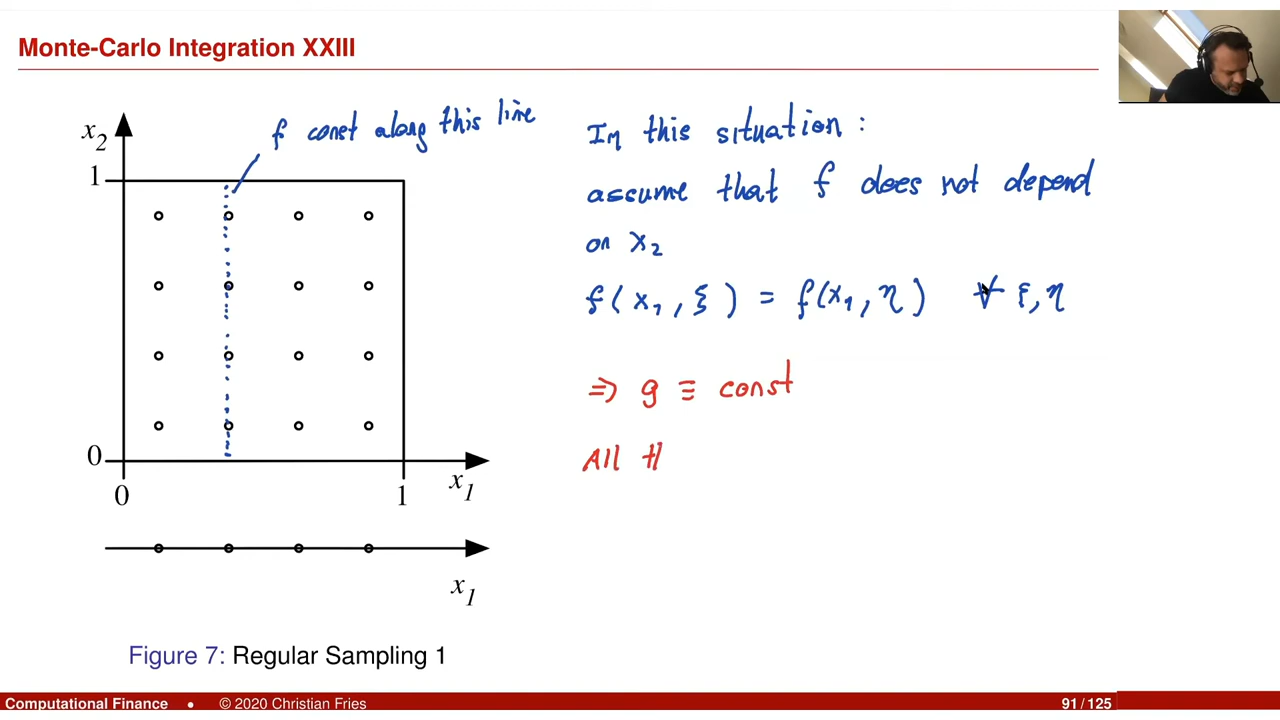 Monte-Carlo Integration XXIII
f const along this line
x2
1
0
0
1
x1
x1
Figure 7: Regular Sampling 1
In this situation :
assume that f does not depend
on x2
f( x1 , ξ ) = f(x1 , η ) ∀ ξ, η
⇒ g ≡ const
All th
Computational Finance • © 2020 Christian Fries 91 / 125